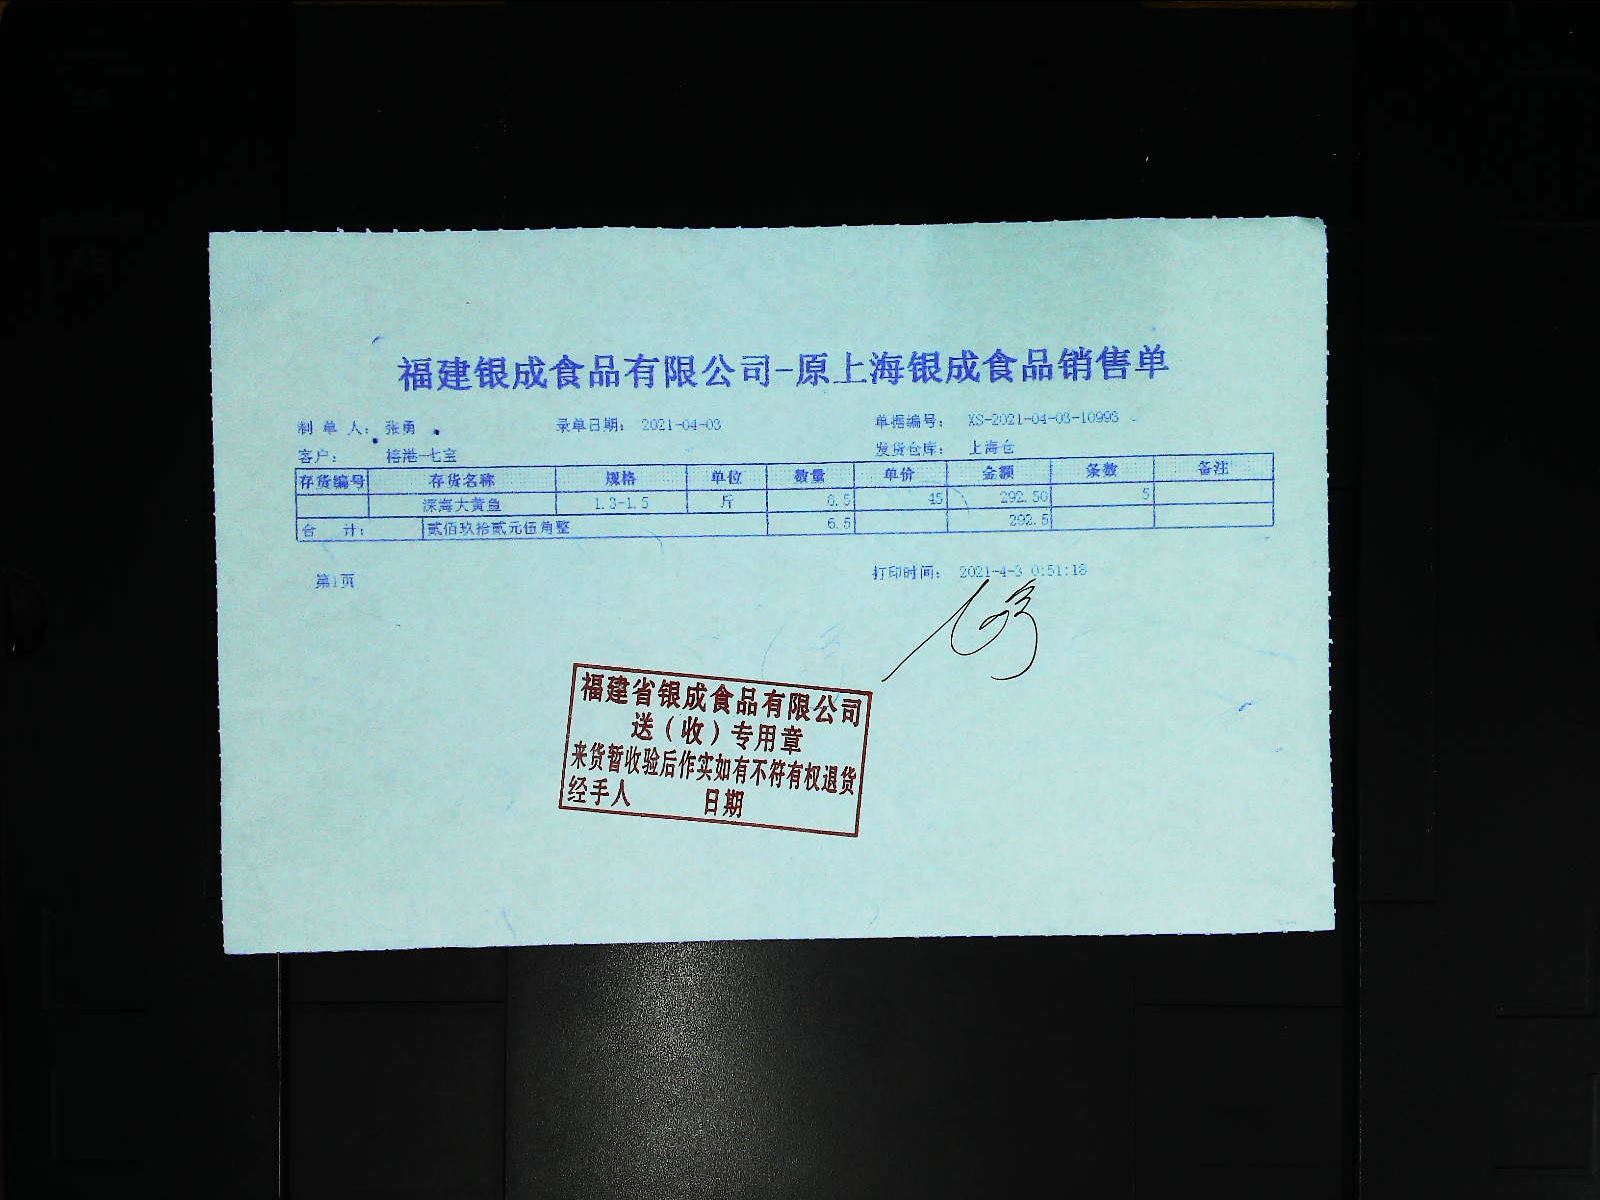 福建银成食品有限公司-原上海银成食品销售单
制 单 人： 张勇 录单日期： 2021-04-03 单据编号： XS-2021-04-03-10993
客户： 榕港-七宝 发货仓库： 上海仓
存货编号 存货名称 规格 单位 数量 单价 金额 条数 备注
深海大黄鱼 1.3-1.5 斤 6.5 45 292.50 5
合 计： 贰佰玖拾贰元伍角整 6.5 292.5
第1页 打印时间： 2021-4-3 0:51:18
福建省银成食品有限公司
送（收）专用章
来货暂收验后作实如有不符有权退货
经手人 日期